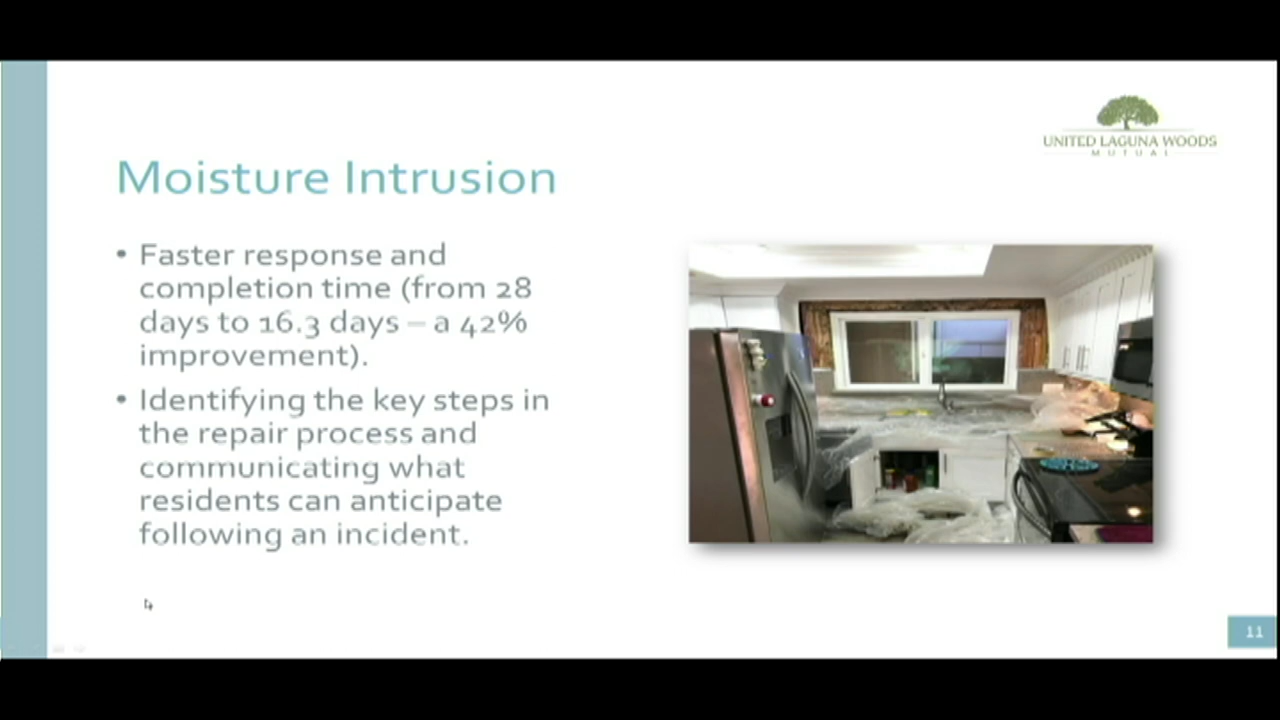 UNITED LAGUNA WOODS
MUTUAL
Moisture Intrusion
• Faster response and
completion time (from 28
days to 16.3 days – a 42%
improvement).
• Identifying the key steps in
the repair process and
communicating what
residents can anticipate
following an incident.
11